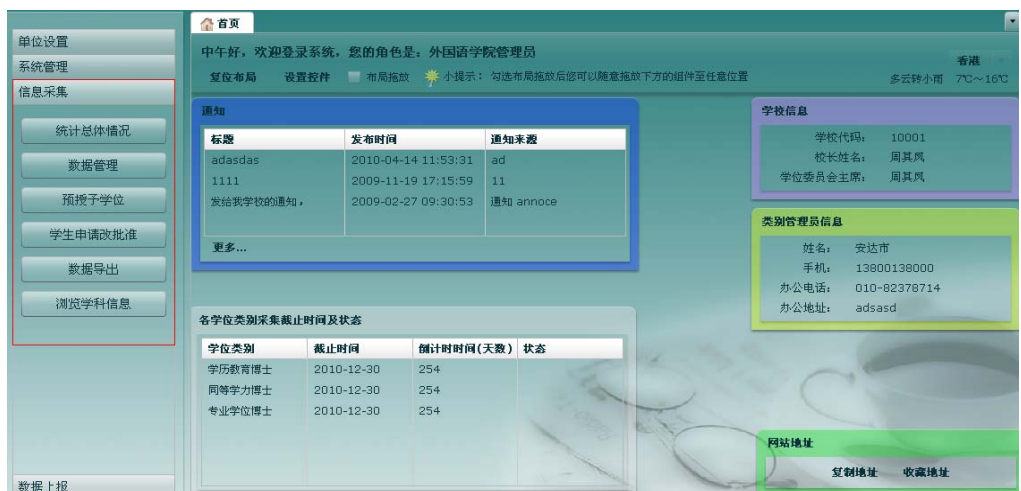 首页
单位设置
系统管理
信息采集
统计总体情况
数据管理
预授予学位
学生申请改批准
数据导出
浏览学科信息
数据上报
中午好，欢迎登录系统，您的角色是：外国语学院管理员
复位布局 设置控件 布局拖放 小提示：勾选布局拖放后您可以随意拖放下方的组件至任意位置
香港
多云转小雨 7℃～16℃
通知
标题 发布时间 通知来源
adasdas 2010-04-14 11:53:31 ad
1111 2009-11-19 17:15:59 11
发给我学校的通知， 2009-02-27 09:30:53 通知 annoce
更多...
各学位类别采集截止时间及状态
学位类别 截止时间 倒计时时间(天数) 状态
学历教育博士 2010-12-30 254
同等学力博士 2010-12-30 254
专业学位博士 2010-12-30 254
学校信息
学校代码： 10001
校长姓名： 周其凤
学位委员会主席： 周其凤
类别管理员信息
姓名： 安达市
手机： 13800138000
办公电话： 010-82378714
办公地址： adsasd
网站地址
复制地址 收藏地址